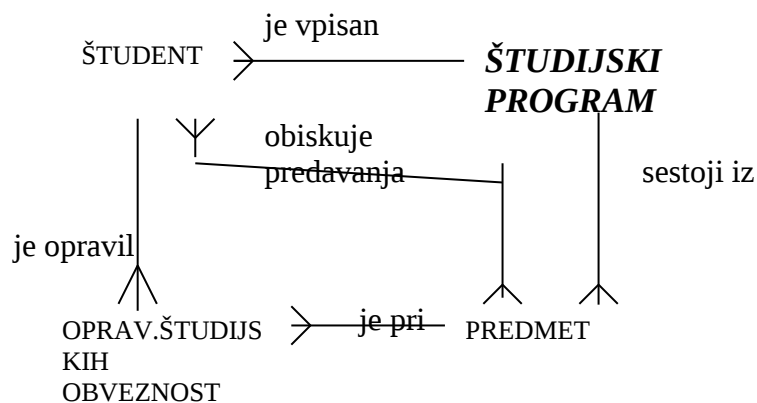 je vpisan
ŠTUDENT
ŠTUDIJSKI
PROGRAM
obiskuje
predavanja
sestoji iz
je opravil
je pri
OPRAV.ŠTUDIJS
KIH
OBVEZNOST
PREDMET